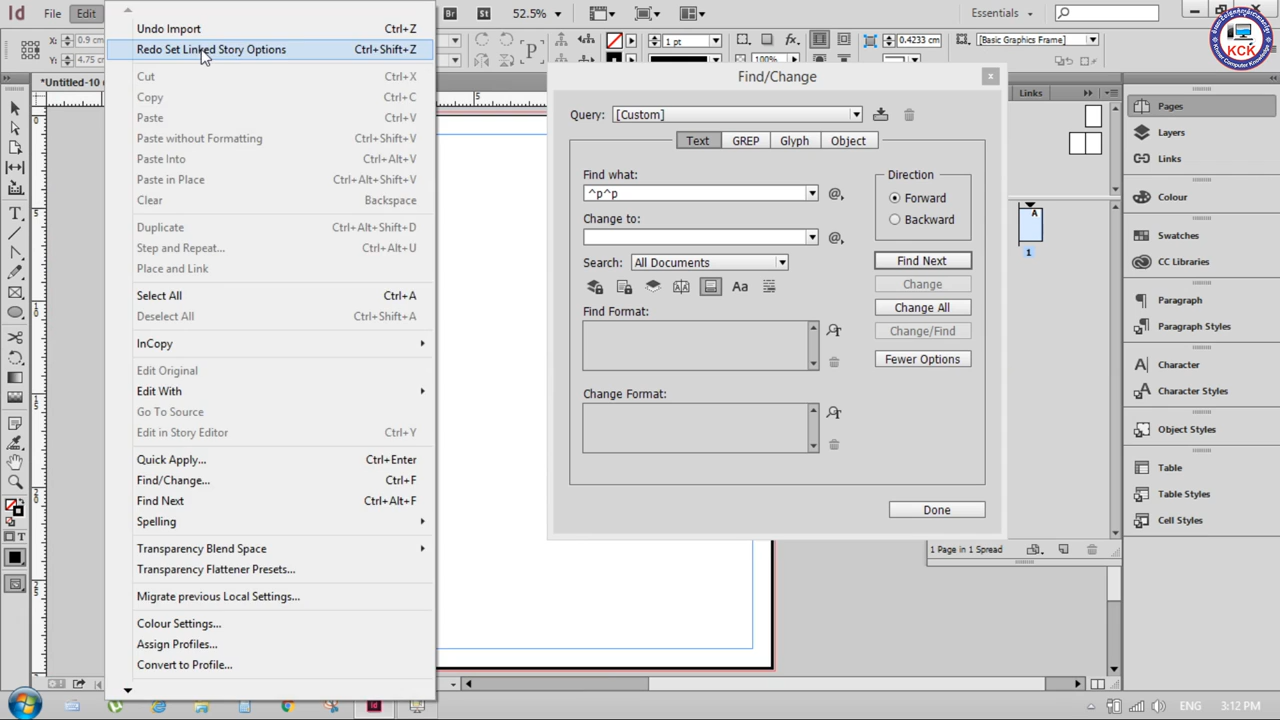 Id File Edit Br St 52.5% Essentials
X: 0.9 cm 1 pt 0.4233 cm [Basic Graphics Frame]
Y: 4.75 cm 100% KCK
*Untitled-10
5
Undo Import Ctrl+Z
Redo Set Linked Story Options Ctrl+Shift+Z
Cut Ctrl+X
Copy Ctrl+C
Paste Ctrl+V
Paste without Formatting Ctrl+Shift+V
Paste Into Ctrl+Alt+V
Paste in Place Ctrl+Alt+Shift+V
Clear Backspace
Duplicate Ctrl+Alt+Shift+D
Step and Repeat... Ctrl+Alt+U
Place and Link
Select All Ctrl+A
Deselect All Ctrl+Shift+A
InCopy
Edit Original
Edit With
Go To Source
Edit in Story Editor Ctrl+Y
Quick Apply... Ctrl+Enter
Find/Change... Ctrl+F
Find Next Ctrl+Alt+F
Spelling
Transparency Blend Space
Transparency Flattener Presets...
Migrate previous Local Settings...
Colour Settings...
Assign Profiles...
Convert to Profile...
Find/Change
Query: [Custom]
Text GREP Glyph Object
Find what:
^p^p
Change to:
Search: All Documents
Find Format:
Change Format:
Direction
Forward
Backward
Find Next
Change
Change All
Change/Find
Fewer Options
Done
Links
A
1
1 Page in 1 Spread
Pages
Layers
Links
Colour
Swatches
CC Libraries
Paragraph
Paragraph Styles
Character
Character Styles
Object Styles
Table
Table Styles
Cell Styles
ENG 3:12 PM